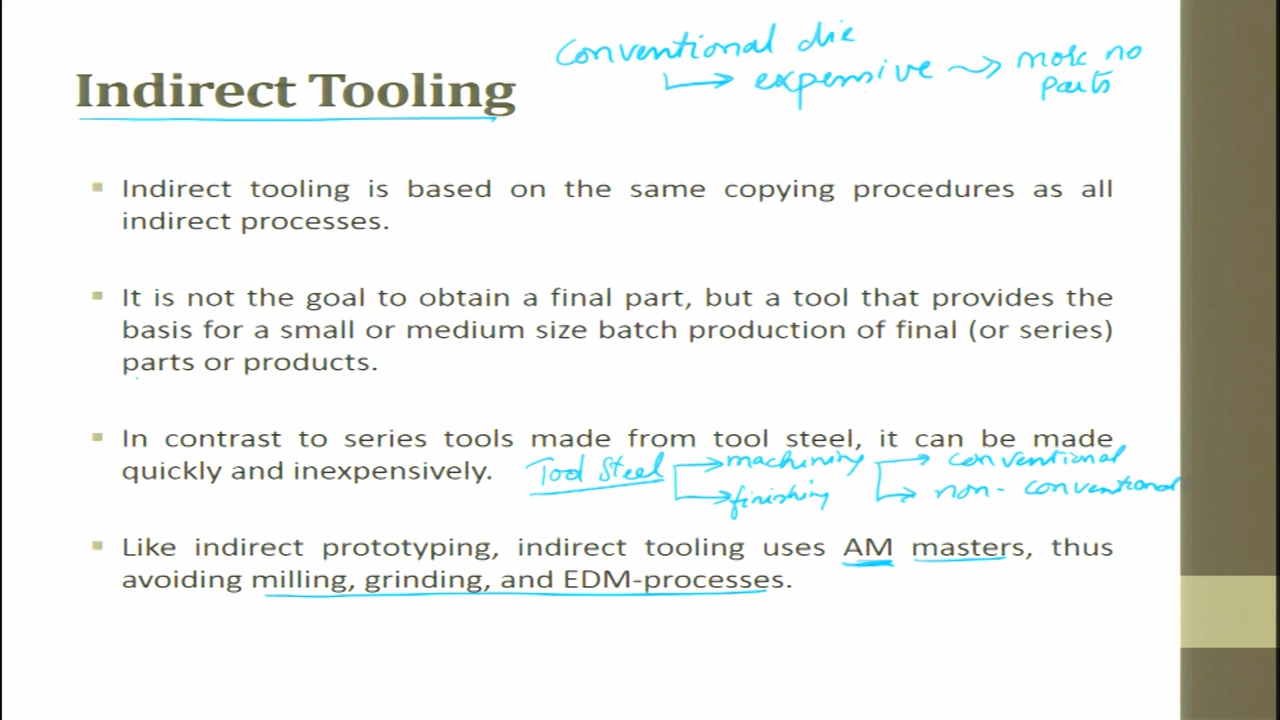 conventional die
expensive more no
parts
Indirect Tooling
Indirect tooling is based on the same copying procedures as all
indirect processes.
It is not the goal to obtain a final part, but a tool that provides the
basis for a small or medium size batch production of final (or series)
parts or products.
In contrast to series tools made from tool steel, it can be made
quickly and inexpensively.
Tool Steel machining conventional
finishing non-conventional
Like indirect prototyping, indirect tooling uses AM masters, thus
avoiding milling, grinding, and EDM-processes.